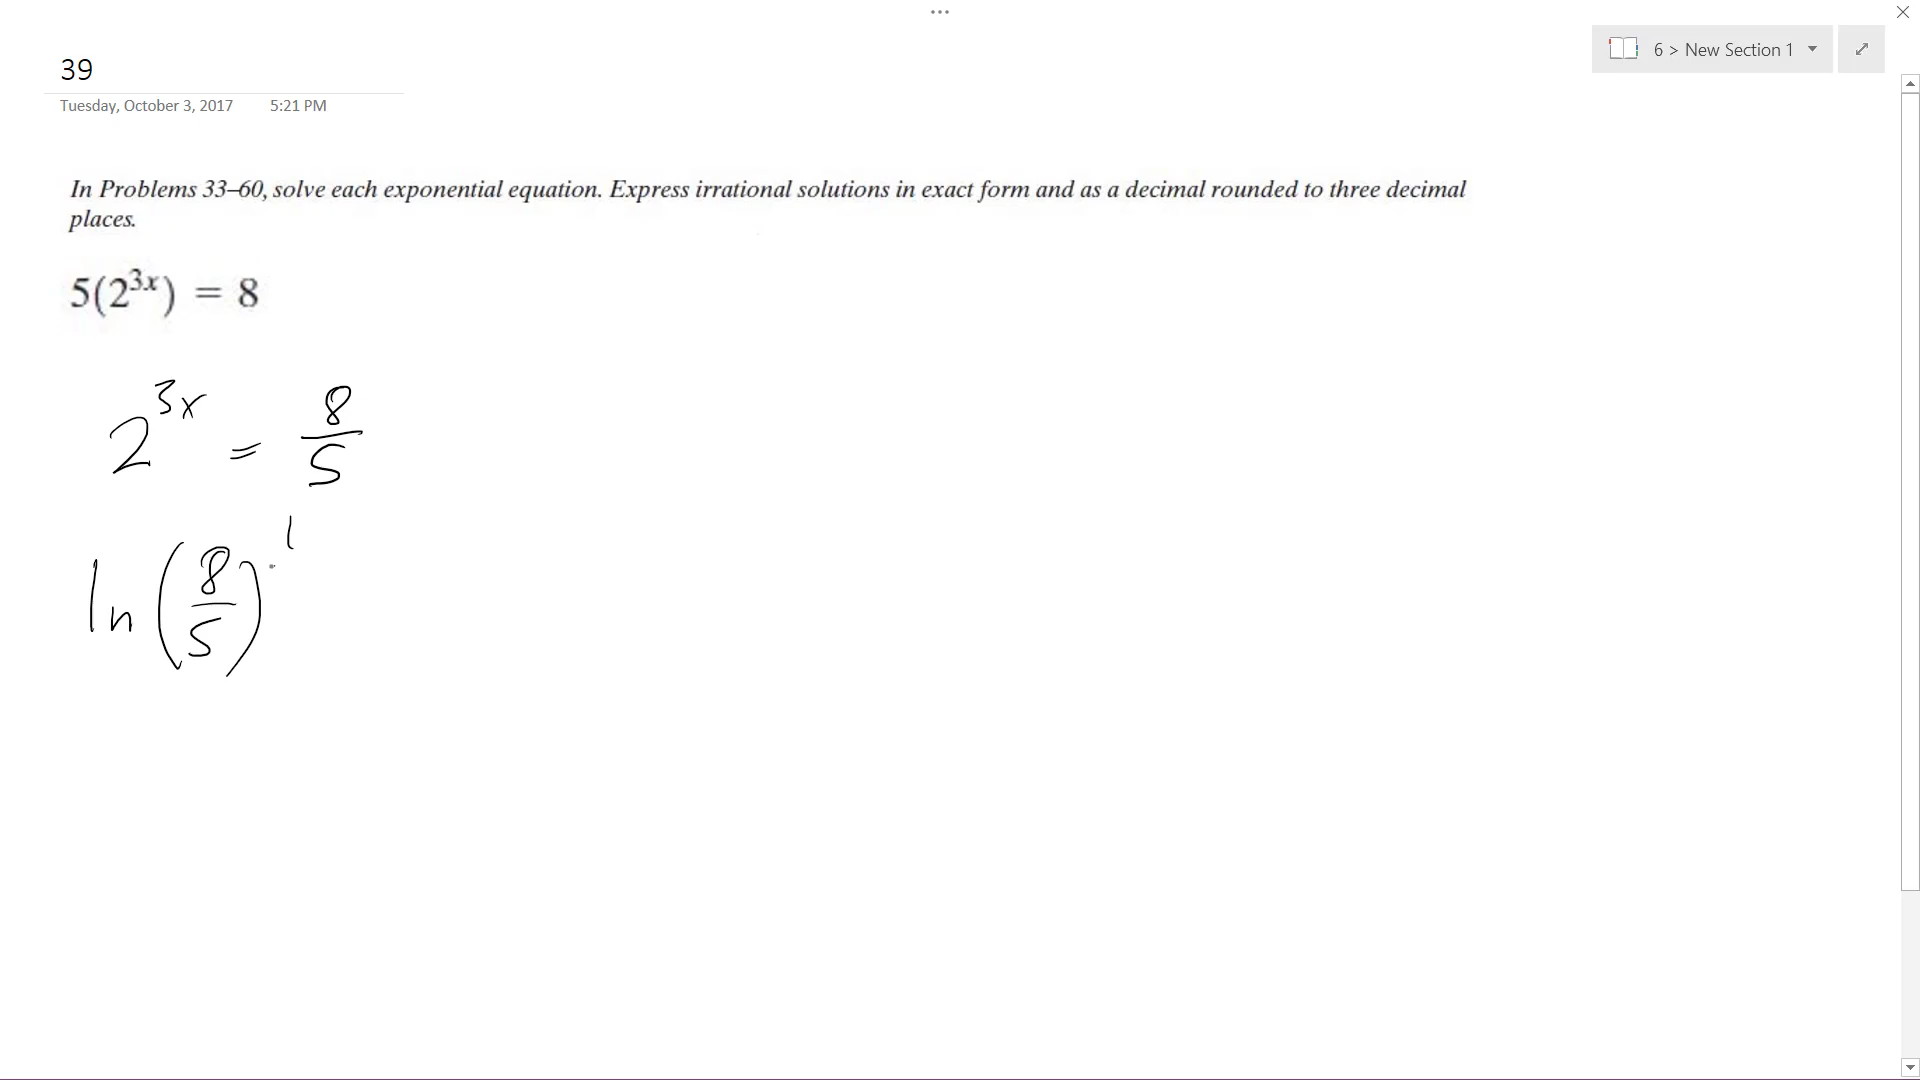 6 > New Section 1
39
Tuesday, October 3, 2017 5:21 PM
In Problems 33–60, solve each exponential equation. Express irrational solutions in exact form and as a decimal rounded to three decimal
places.
5(2^{3x}) = 8
2^{3x} = 8/5
ln(8/5)